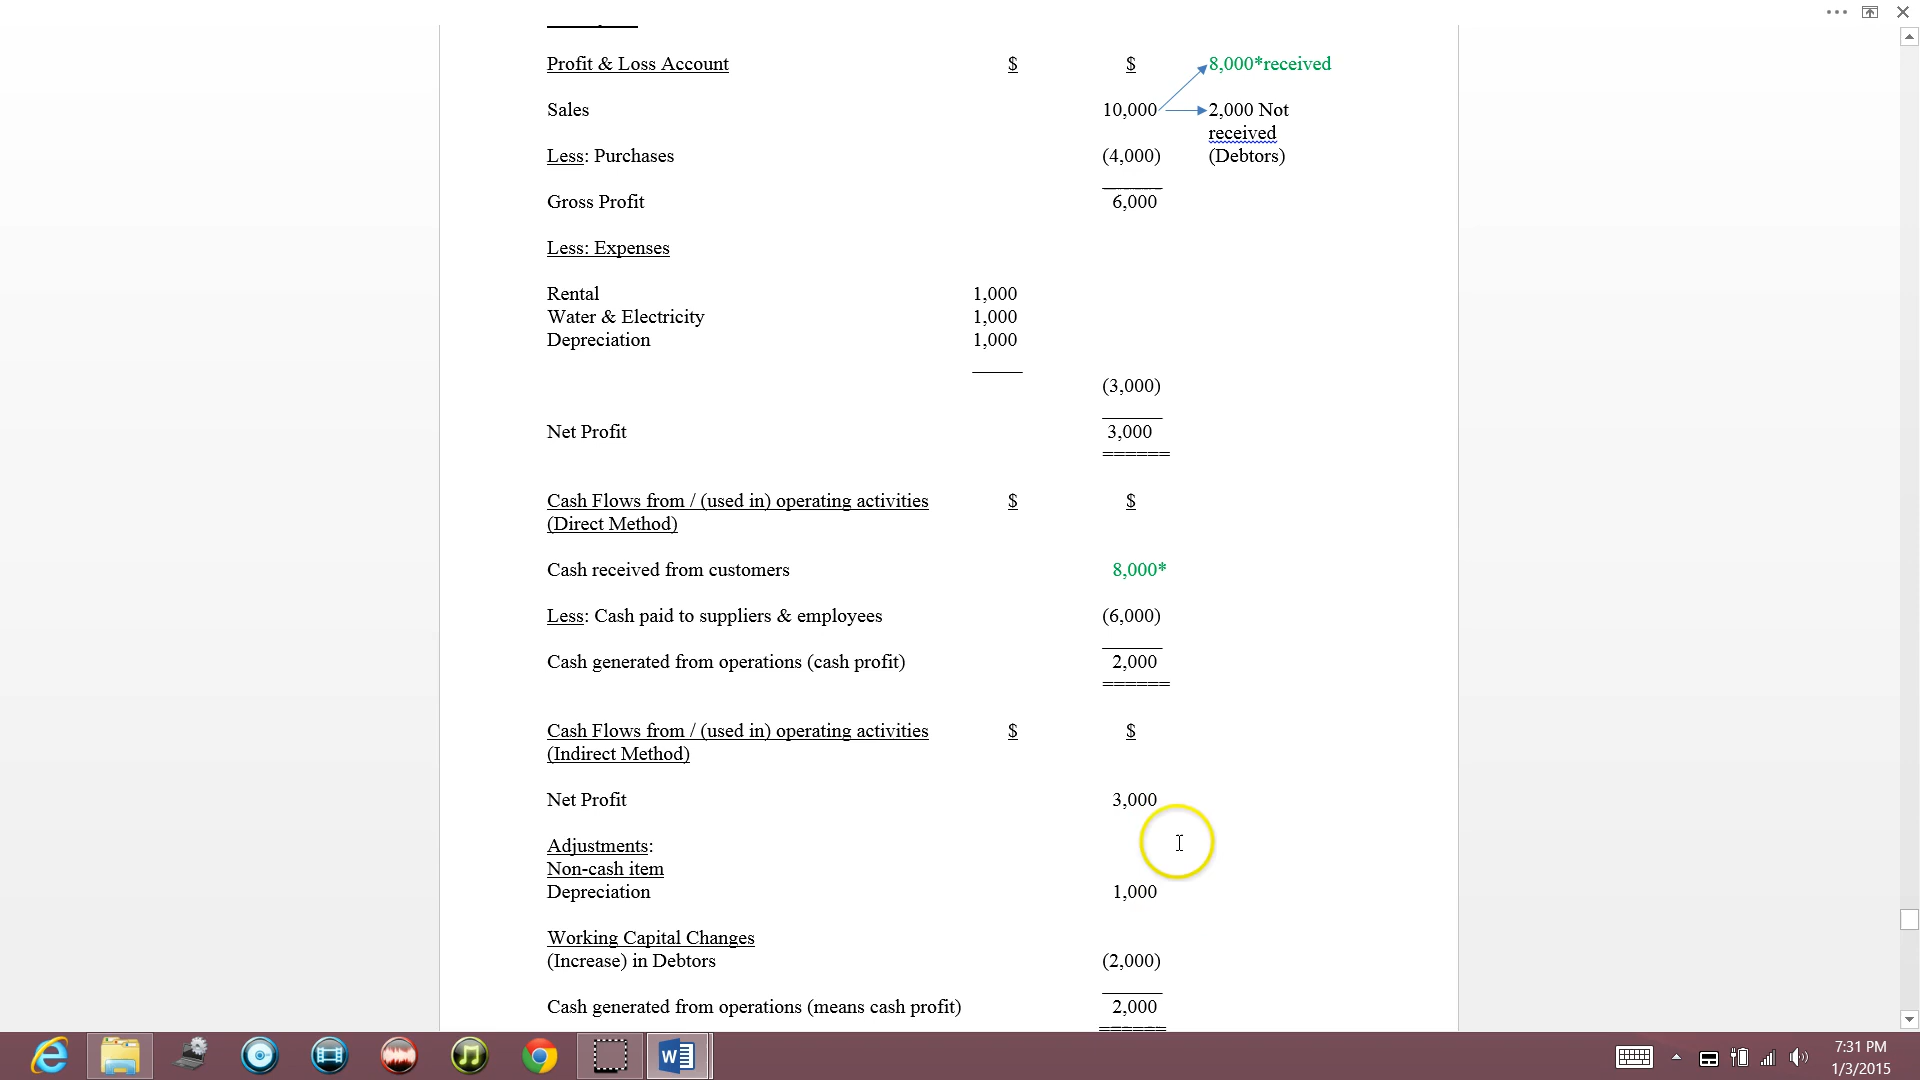 Profit & Loss Account $ $ 8,000*received
Sales 10,000 2,000 Not
received
Less: Purchases (4,000) (Debtors)
Gross Profit 6,000
Less: Expenses
Rental 1,000
Water & Electricity 1,000
Depreciation 1,000
(3,000)
Net Profit 3,000
======
Cash Flows from / (used in) operating activities $ $
(Direct Method)
Cash received from customers 8,000*
Less: Cash paid to suppliers & employees (6,000)
Cash generated from operations (cash profit) 2,000
======
Cash Flows from / (used in) operating activities $ $
(Indirect Method)
Net Profit 3,000
Adjustments:
Non-cash item
Depreciation 1,000
Working Capital Changes
(Increase) in Debtors (2,000)
Cash generated from operations (means cash profit) 2,000
======
7:31 PM
1/3/2015